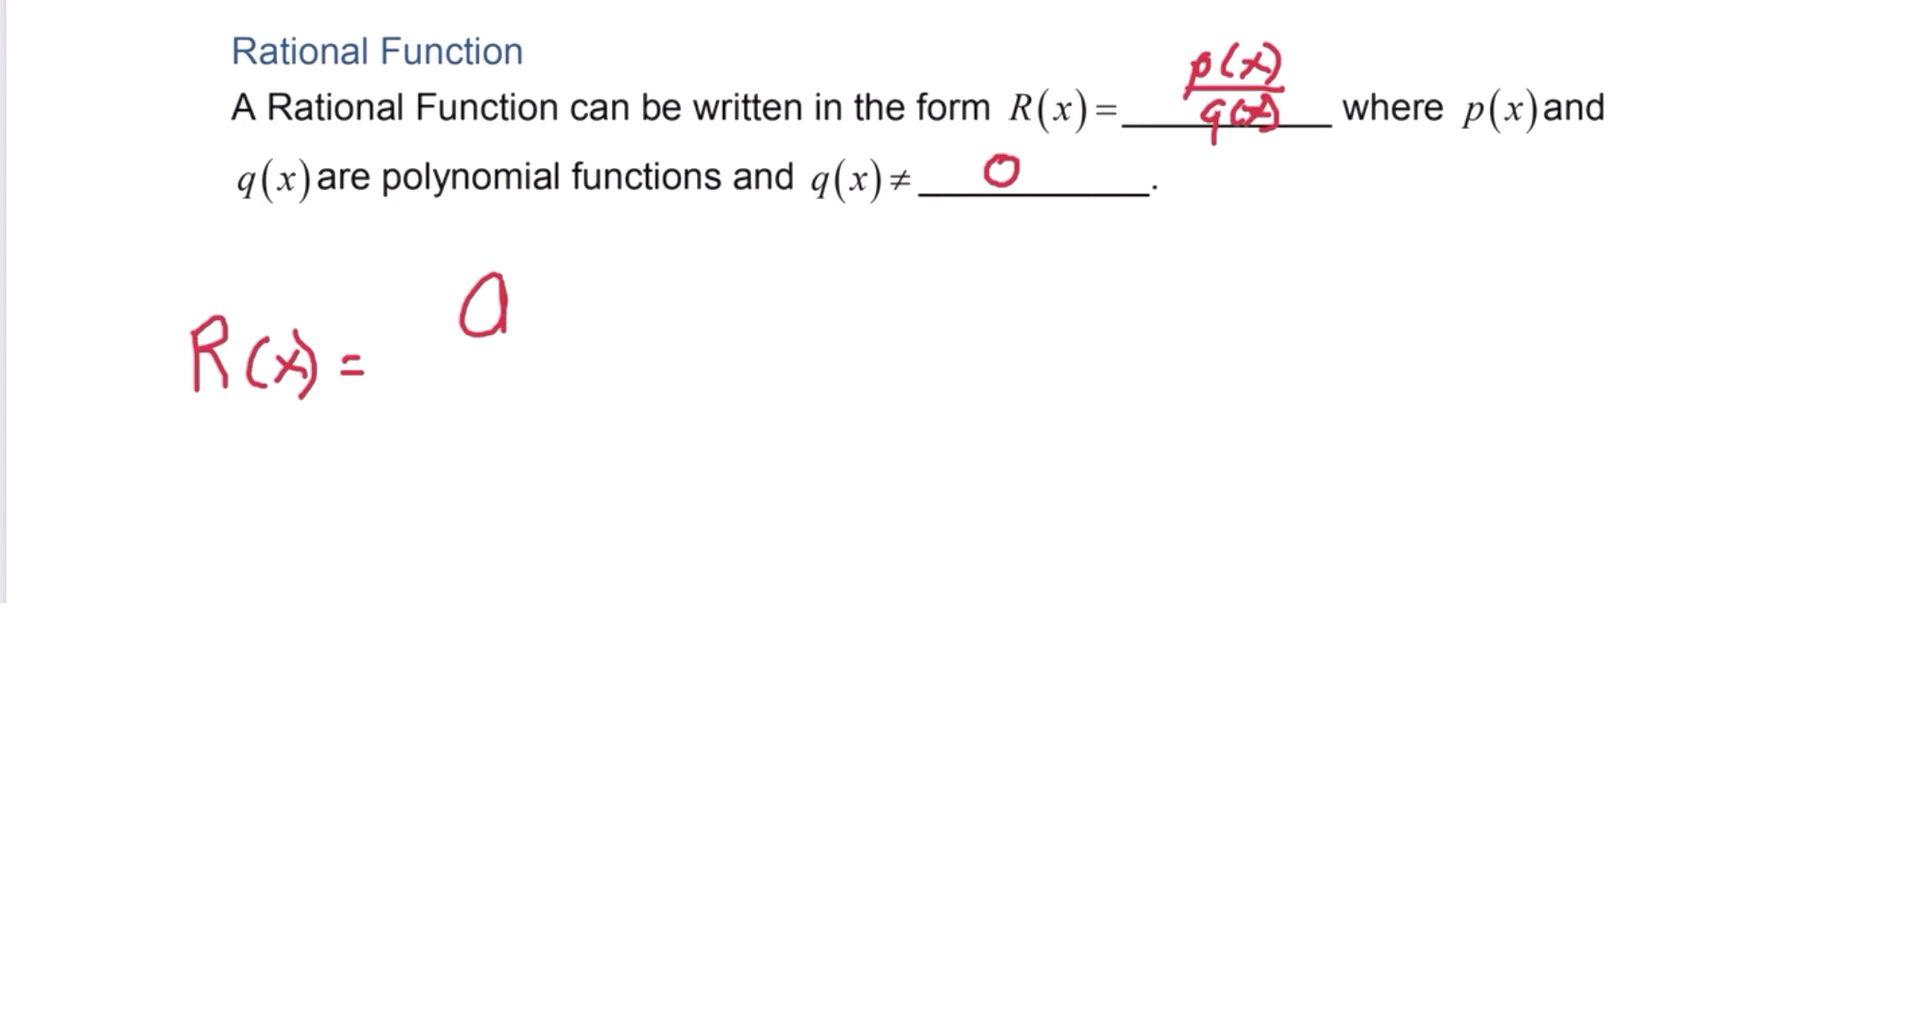 Rational Function
A Rational Function can be written in the form R(x) = p(x)/q(x) where p(x) and
q(x) are polynomial functions and q(x) ≠ 0.
R(x) = a